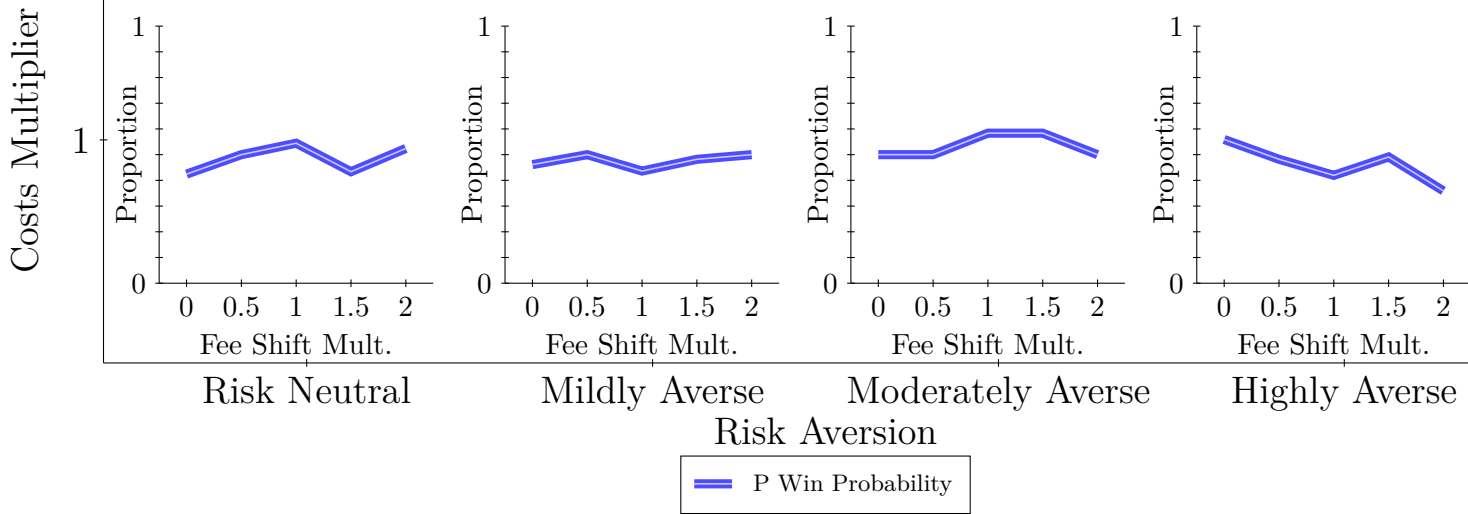 Costs Multiplier
1
Proportion
1
0
0 0.5 1 1.5 2
Fee Shift Mult.
Proportion
1
0
0 0.5 1 1.5 2
Fee Shift Mult.
Proportion
1
0
0 0.5 1 1.5 2
Fee Shift Mult.
Proportion
1
0
0 0.5 1 1.5 2
Fee Shift Mult.
Risk Neutral
Mildly Averse
Moderately Averse
Highly Averse
Risk Aversion
P Win Probability